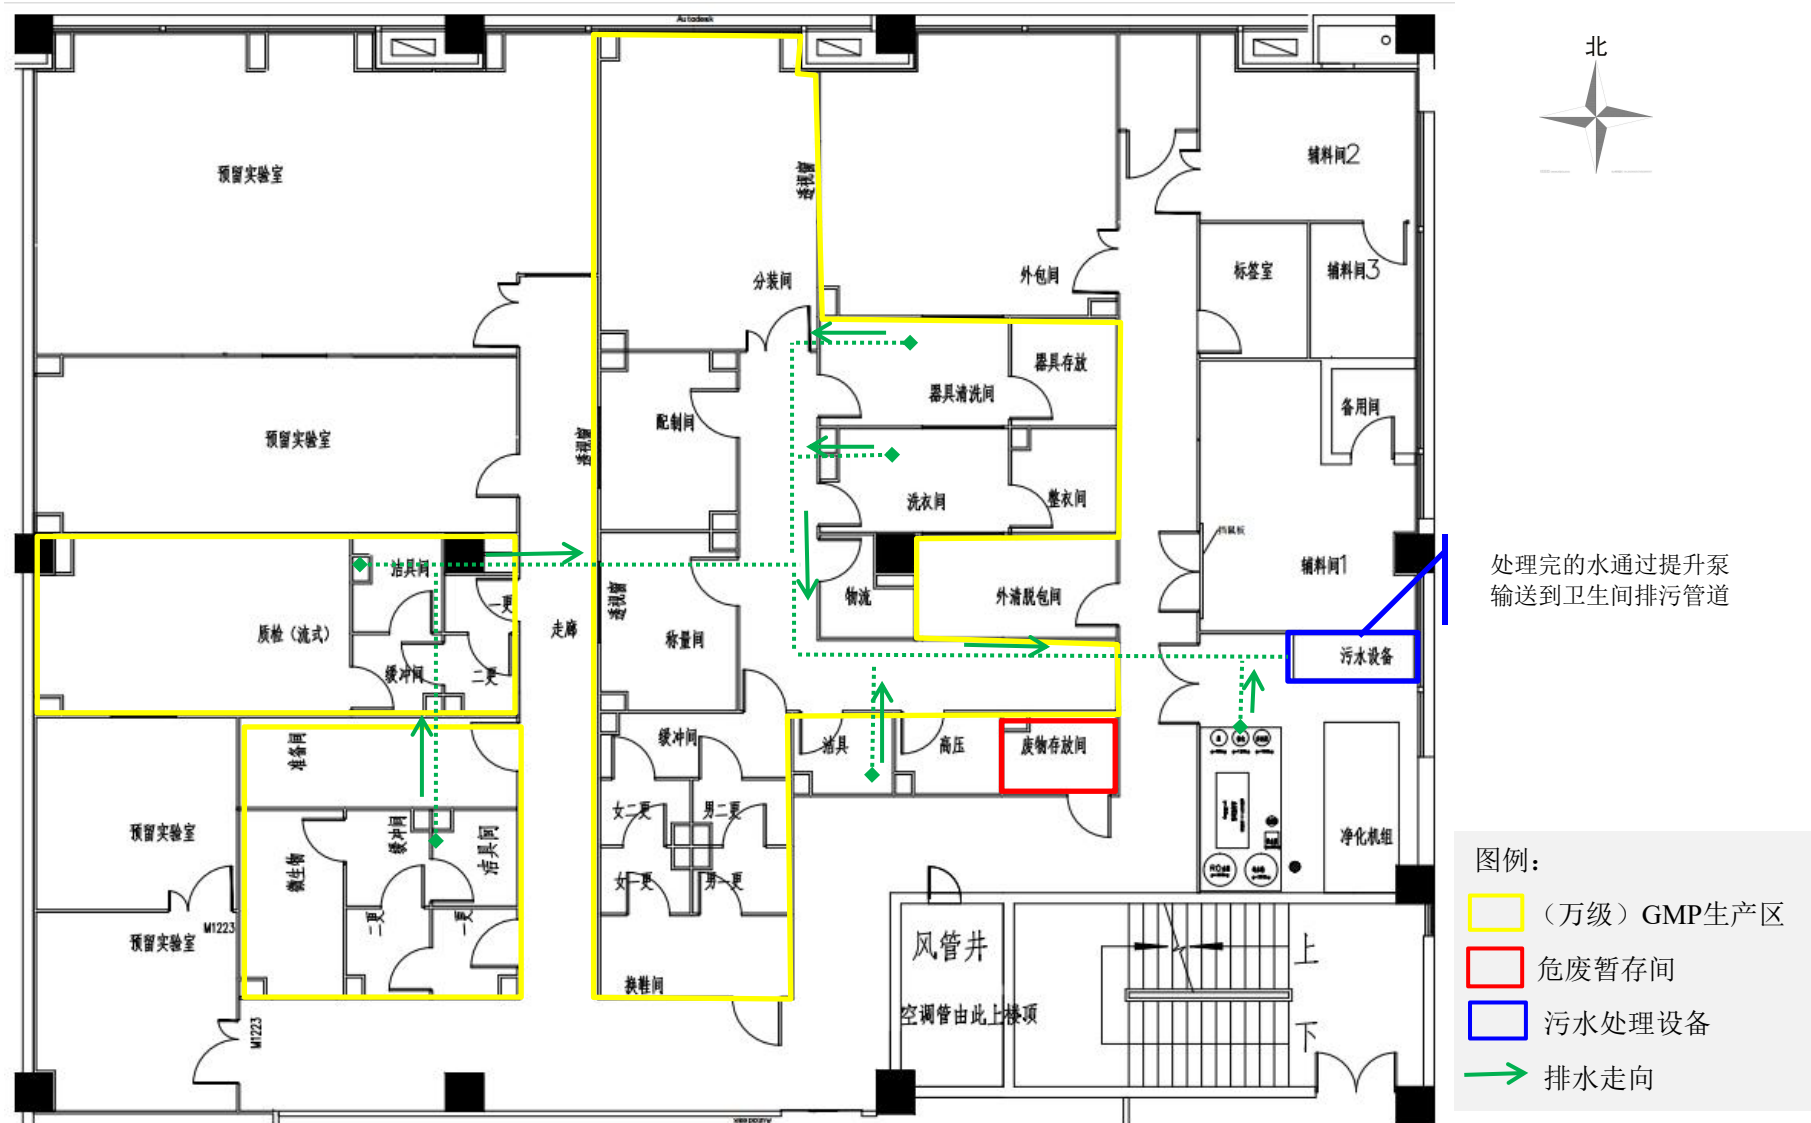 Autodesk
北
预留实验室
透视窗
辅料间2
分装间
外包间
标签室
辅料间3
器具存放
器具清洗间
备用间
配制间
预留实验室
透视窗
洗衣间
整衣间
挡鼠板
洁具间
一更
物流
外清脱包间
辅料间1
处理完的水通过提升泵
输送到卫生间排污管道
质检（流式）
走廊
透视窗
称量间
缓冲间
二更
污水设备
准备间
缓冲间
洁具
高压
废物存放间
预留实验室
微生物
缓冲间
洁具间
女二更
男二更
净化机组
RO
女一更
男一更
二更
一更
M1223
预留实验室
换鞋间
M1223
风管井
空调管由此上楼顶
上
下
图例：
（万级）GMP生产区
危废暂存间
污水处理设备
排水走向